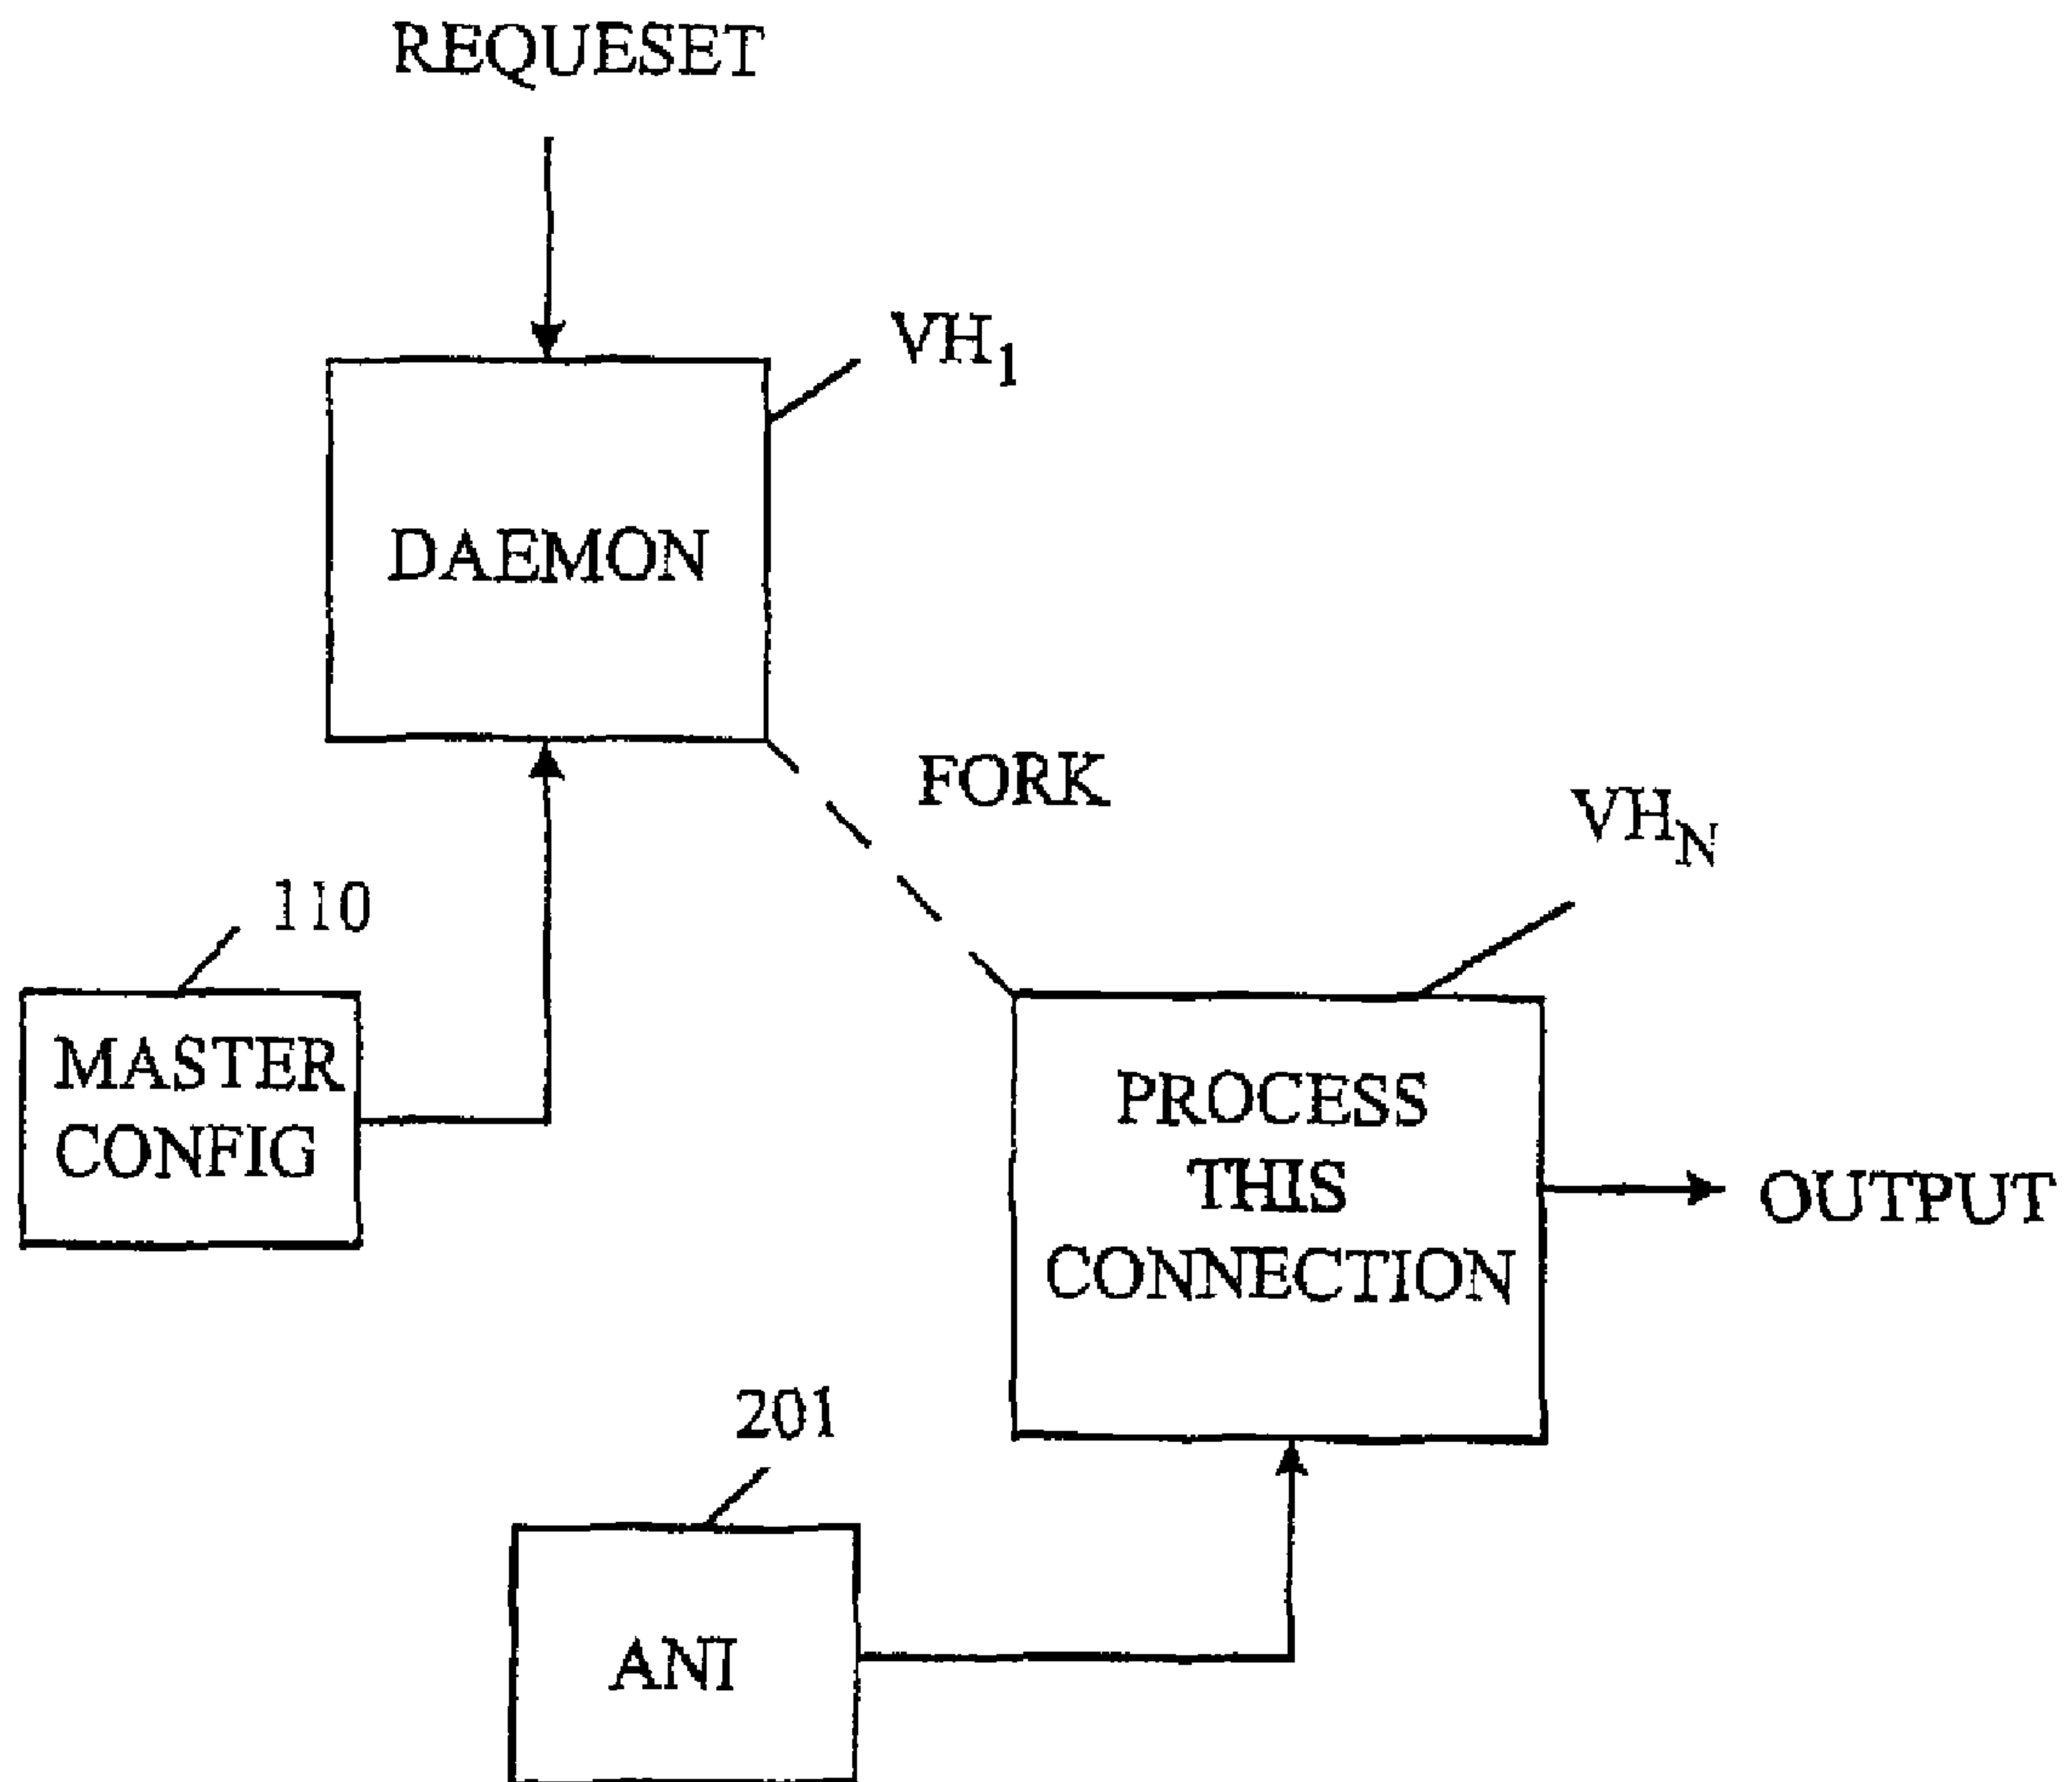 REQUESET
VH1
DAEMON
FORK
VHN
110
MASTER
CONFIG
PROCESS
THIS
CONNECTION
OUTPUT
201
ANI